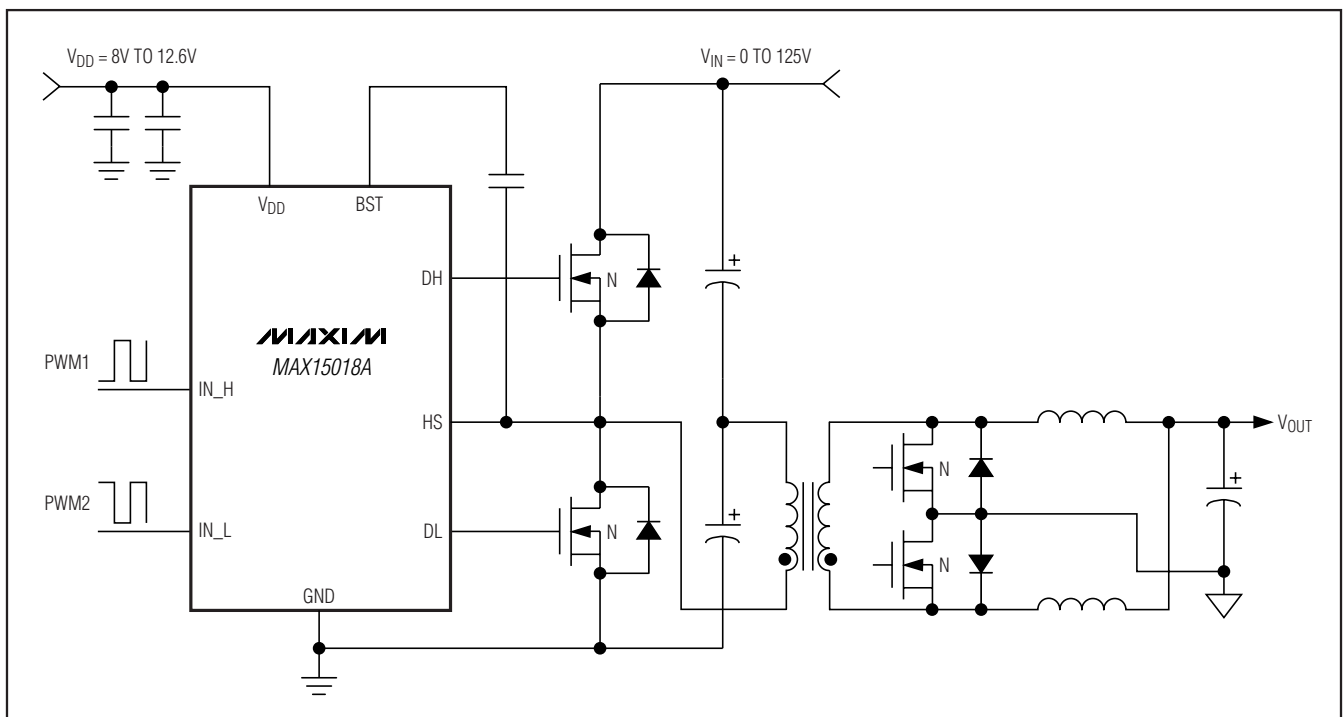 V_DD = 8V TO 12.6V
V_IN = 0 TO 125V
V_DD
BST
DH
N
MAXIM
MAX15018A
PWM1
IN_H
HS
V_OUT
N
PWM2
IN_L
DL
N
N
GND
+
+
+